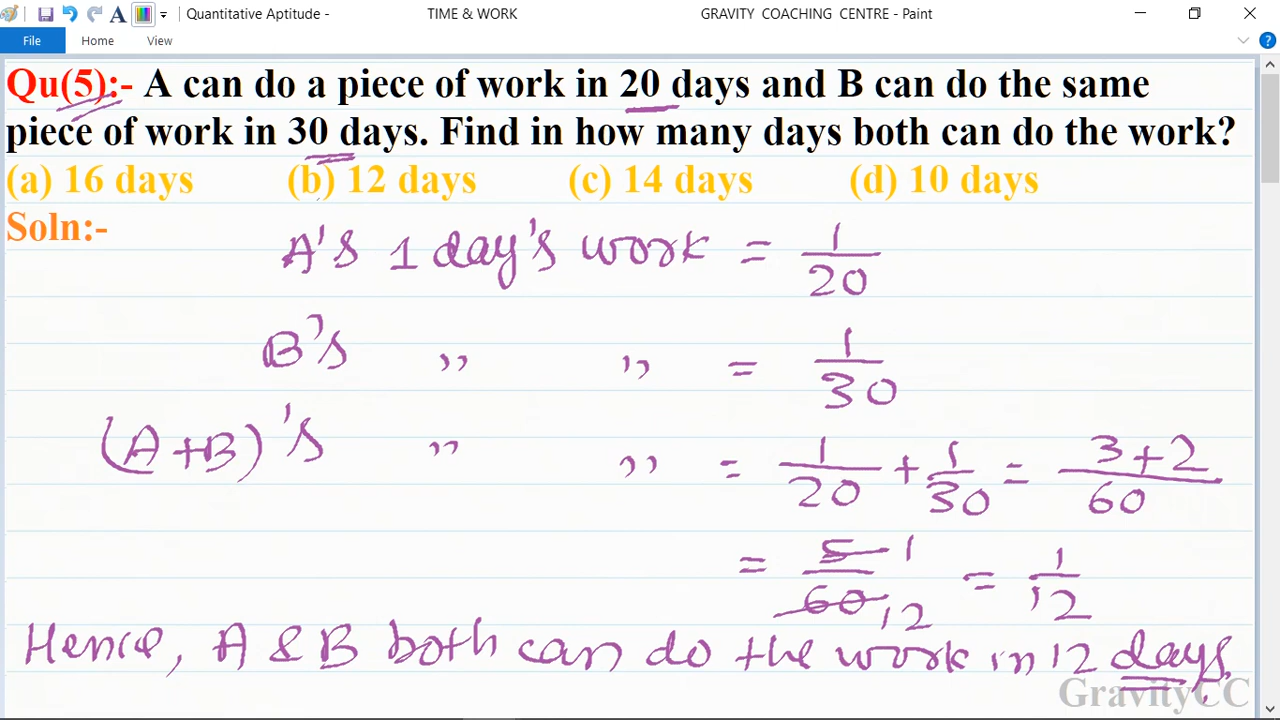 Quantitative Aptitude - TIME & WORK GRAVITY COACHING CENTRE - Paint
File Home View
Qu(5):- A can do a piece of work in 20 days and B can do the same
piece of work in 30 days. Find in how many days both can do the work?
(a) 16 days (b) 12 days (c) 14 days (d) 10 days
Soln:-
A's 1 day's work = 1/20
B's ,, ,, = 1/30
(A+B)'s ,, ,, = 1/20 + 1/30 = 3+2/60
= 5/60 1/12 = 1/12
Hence, A & B both can do the work in 12 days.
GravityCC